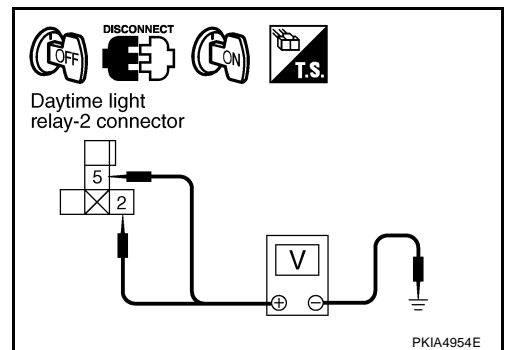 DISCONNECT
OFF
ON
T.S.
Daytime light
relay-2 connector
5
2
V
+ −
PKIA4954E